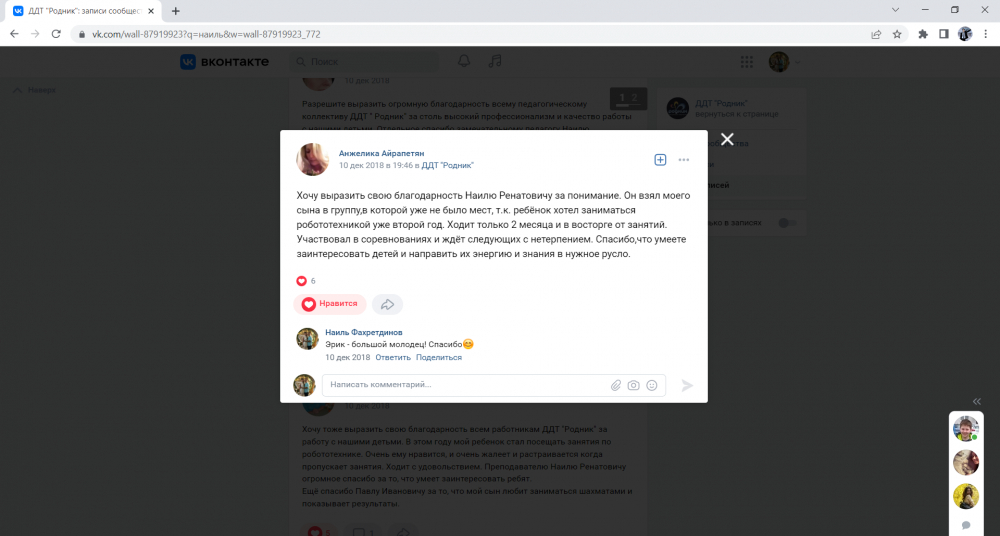 ДДТ "Родник": записи сообщест
vk.com/wall-87919923?q=наиль&w=wall-87919923_772
вконтакте
Поиск
Наверх
10 дек 2018
1 2
Разрешите выразить огромную благодарность всему педагогическому
коллективу ДДТ " Родник" за столь высокий профессионализм и качество работы
с нашими детьми. Отдельное спасибо замечательному педагогу Наилю
ДДТ "Родник"
вернуться к странице
Анжелика Айрапетян
10 дек 2018 в 19:46 в ДДТ "Родник"
Хочу выразить свою благодарность Наилю Ренатовичу за понимание. Он взял моего
сына в группу,в которой уже не было мест, т.к. ребёнок хотел заниматься
робототехникой уже второй год. Ходит только 2 месяца и в восторге от занятий.
Участвовал в соревнованиях и ждёт следующих с нетерпением. Спасибо,что умеете
заинтересовать детей и направить их энергию и знания в нужное русло.
6
Нравится
Наиль Фахретдинов
Эрик - большой молодец! Спасибо😊
10 дек 2018 Ответить Поделиться
Написать комментарий...
10 дек 2018
Хочу тоже выразить свою благодарность всем работникам ДДТ "Родник" за
работу с нашими детьми. В этом году мой ребенок стал посещать занятие по
робототехнике. Очень ему нравится, и очень жалеет и растраивается когда
пропускает занятия. Ходит с удовольствием. Преподавателю Наилю Ренатовичу
огромное спасибо за то, что умеет заинтересовать ребят.
Ещё спасибо Павлу Ивановичу за то, что мой сын любит заниматься шахматами и
показывает результаты.